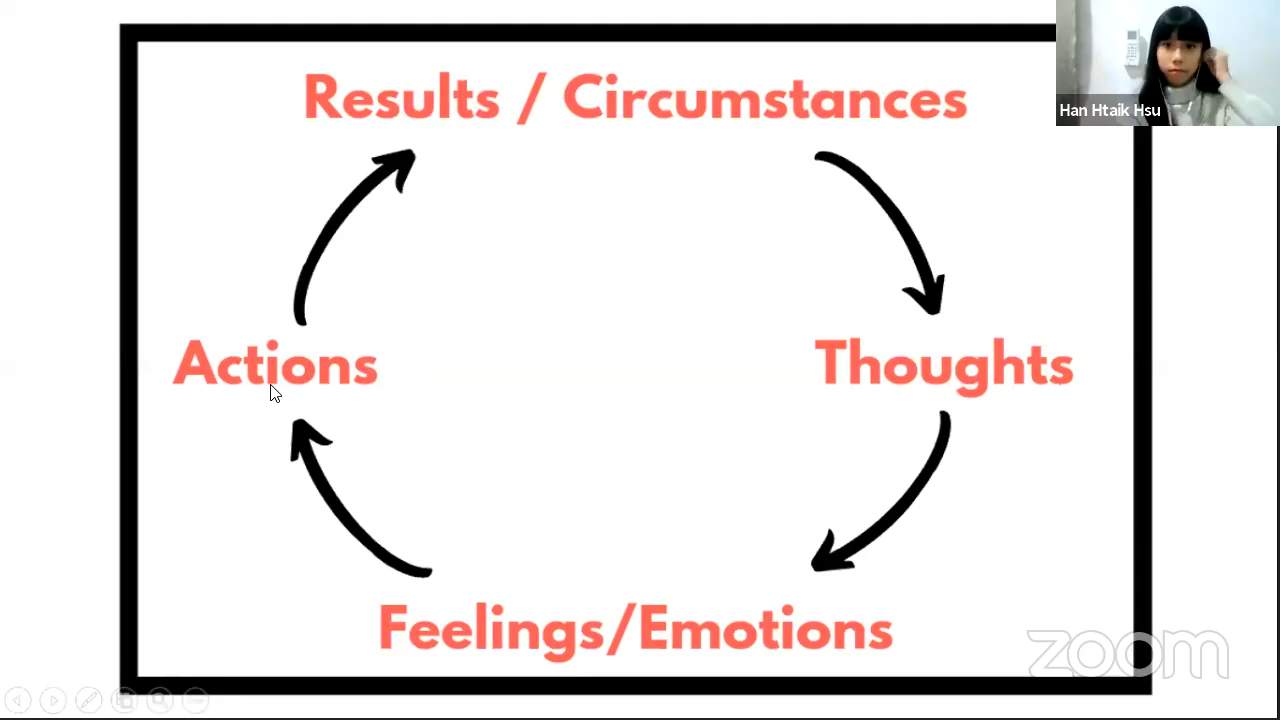 Results / Circumstances
Han Htaik Hsu
Actions
Thoughts
Feelings/Emotions
zoom